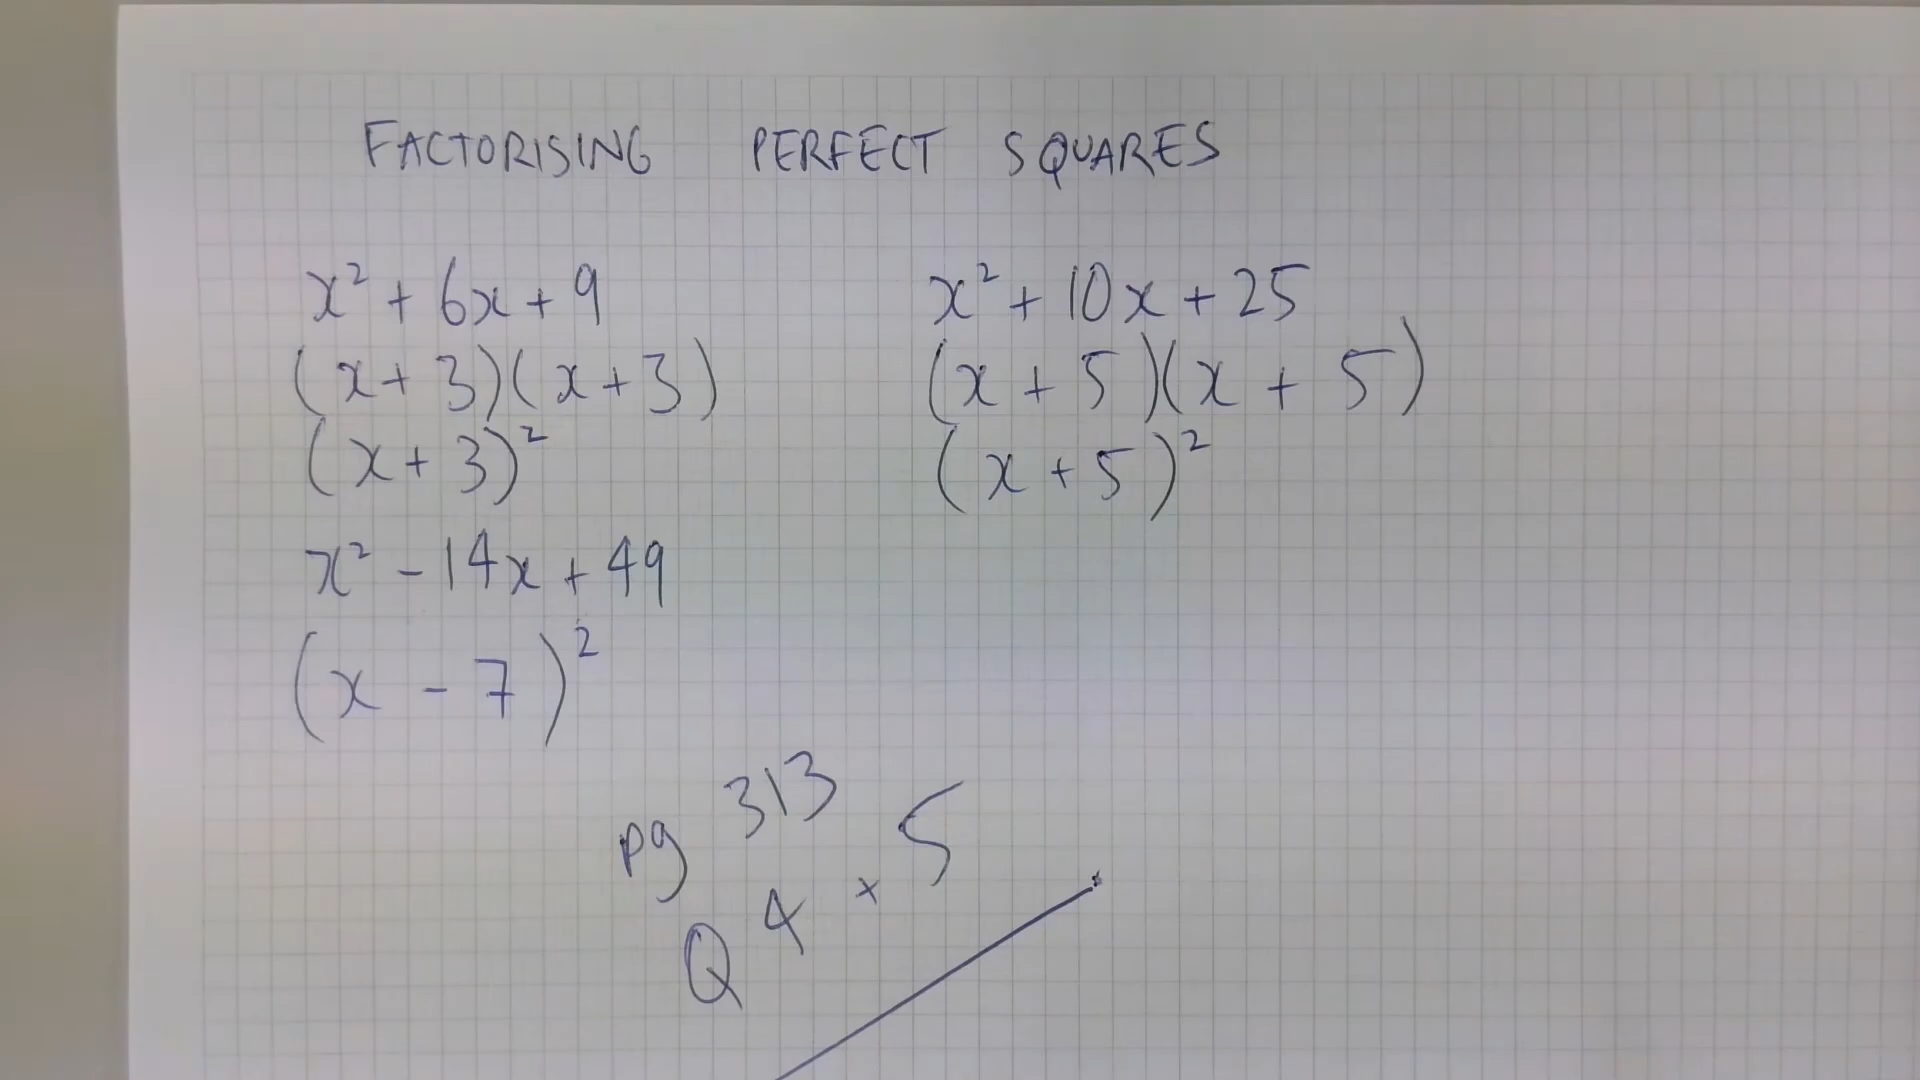 FACTORISING PERFECT SQUARES
x² + 6x + 9
(x + 3)(x + 3)
(x + 3)²
x² + 10x + 25
(x + 5)(x + 5)
(x + 5)²
x² - 14x + 49
(x - 7)²
pg 313
Q 4 + 5